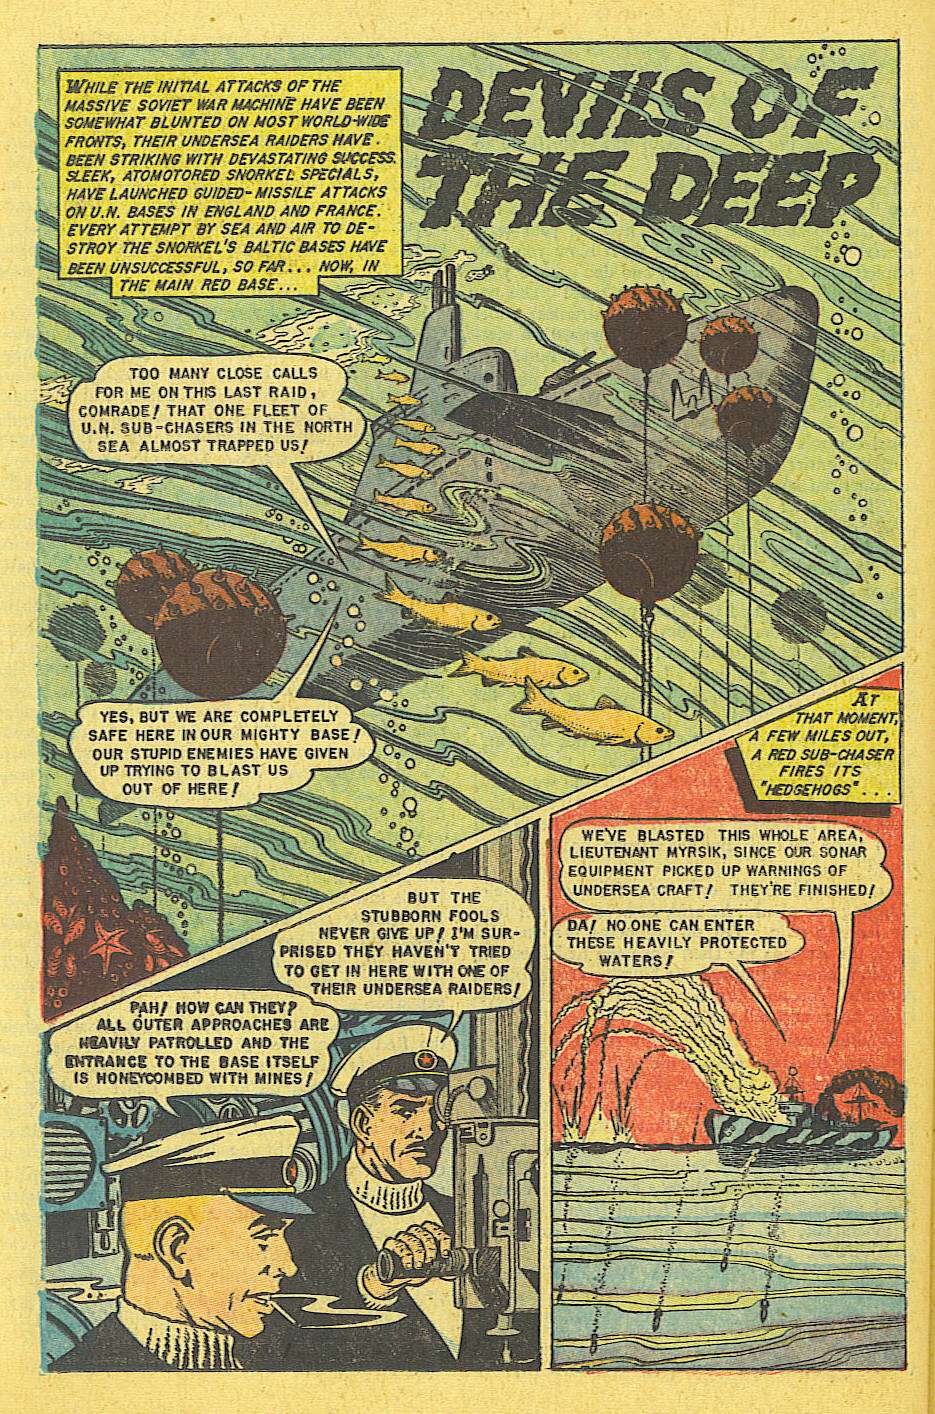 WHILE THE INITIAL ATTACKS OF THE
MASSIVE SOVIET WAR MACHINE HAVE BEEN
SOMEWHAT BLUNTED ON MOST WORLD-WIDE
FRONTS, THEIR UNDERSEA RAIDERS HAVE.
BEEN STRIKING WITH DEVASTATING SUCCESS.
SLEEK, ATOMOTORED SNORKEL SPECIALS,
HAVE LAUNCHED GUIDED-MISSILE ATTACKS
ON U.N. BASES IN ENGLAND AND FRANCE.
EVERY ATTEMPT BY SEA AND AIR TO DE-
STROY THE SNORKEL'S BALTIC BASES HAVE
BEEN UNSUCCESSFUL, SO FAR... NOW, IN
THE MAIN RED BASE...
DEVILS OF
THE DEEP
TOO MANY CLOSE CALLS
FOR ME ON THIS LAST RAID,
COMRADE! THAT ONE FLEET OF
U.N. SUB-CHASERS IN THE NORTH
SEA ALMOST TRAPPED US!
YES, BUT WE ARE COMPLETELY
SAFE HERE IN OUR MIGHTY BASE!
OUR STUPID ENEMIES HAVE GIVEN
UP TRYING TO BLAST US
OUT OF HERE!
BUT THE
STUBBORN FOOLS
NEVER GIVE UP! I'M SUR-
PRISED THEY HAVEN'T TRIED
TO GET IN HERE WITH ONE OF
THEIR UNDERSEA RAIDERS!
PAH! HOW CAN THEY?
ALL OUTER APPROACHES ARE
HEAVILY PATROLLED AND THE
ENTRANCE TO THE BASE ITSELF
IS HONEYCOMBED WITH MINES!
AT
THAT MOMENT,
A FEW MILES OUT,
A RED SUB-CHASER
FIRES ITS
"HEDGEHOGS"...
WE'VE BLASTED THIS WHOLE AREA,
LIEUTENANT MYRSIK, SINCE OUR SONAR
EQUIPMENT PICKED UP WARNINGS OF
UNDERSEA CRAFT! THEY'RE FINISHED!
DA! NO ONE CAN ENTER
THESE HEAVILY PROTECTED
WATERS!